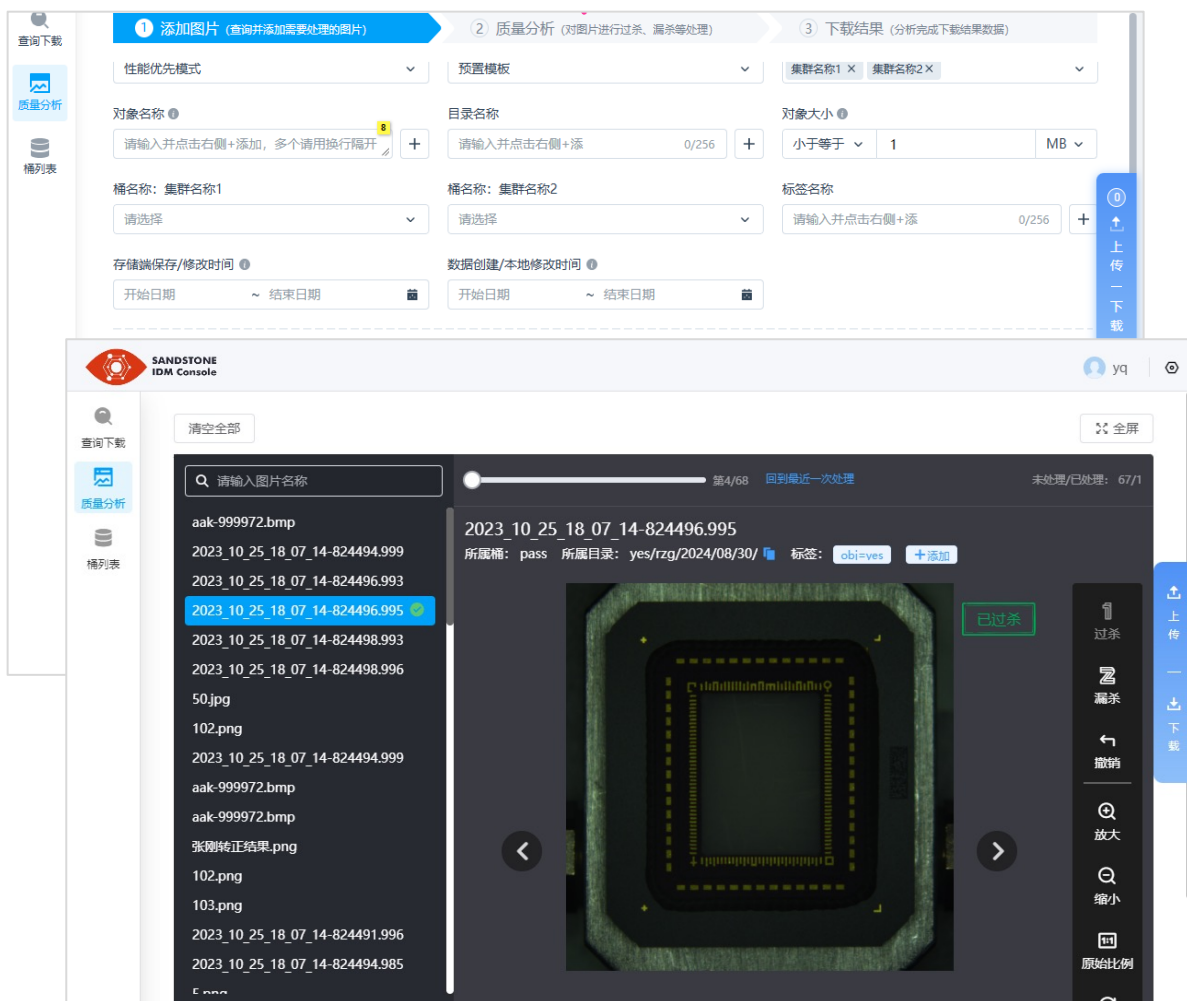 查询下载
质量分析
桶列表
1 添加图片 (查询并添加需要处理的图片)
2 质量分析 (对图片进行过杀、漏杀等处理)
3 下载结果 (分析完成下载结果数据)
性能优先模式
预置模板
集群名称1 × 集群名称2 ×
对象名称
目录名称
对象大小
请输入并点击右侧+添加，多个请用换行隔开
8
请输入并点击右侧+添 0/256
小于等于 1 MB
桶名称：集群名称1
桶名称：集群名称2
标签名称
请选择
请选择
请输入并点击右侧+添 0/256
存储端保存/修改时间
数据创建/本地修改时间
开始日期 ~ 结束日期
开始日期 ~ 结束日期
0
上
传
下
载
SANDSTONE
IDM Console
yq
查询下载
质量分析
桶列表
清空全部
全屏
请输入图片名称
第4/68 回到最近一次处理
未处理/已处理： 67/1
aak-999972.bmp
2023_10_25_18_07_14-824494.999
2023_10_25_18_07_14-824496.993
2023_10_25_18_07_14-824496.995
2023_10_25_18_07_14-824498.993
2023_10_25_18_07_14-824498.996
50.jpg
102.png
2023_10_25_18_07_14-824494.999
aak-999972.bmp
aak-999972.bmp
张刚转正结果.png
102.png
103.png
2023_10_25_18_07_14-824491.996
2023_10_25_18_07_14-824494.985
5.png
2023_10_25_18_07_14-824496.995
所属桶： pass 所属目录： yes/rzg/2024/08/30/ 标签： obj=yes +添加
已过杀
1
过杀
2
漏杀
撤销
放大
缩小
1:1
原始比例
上
传
下
载